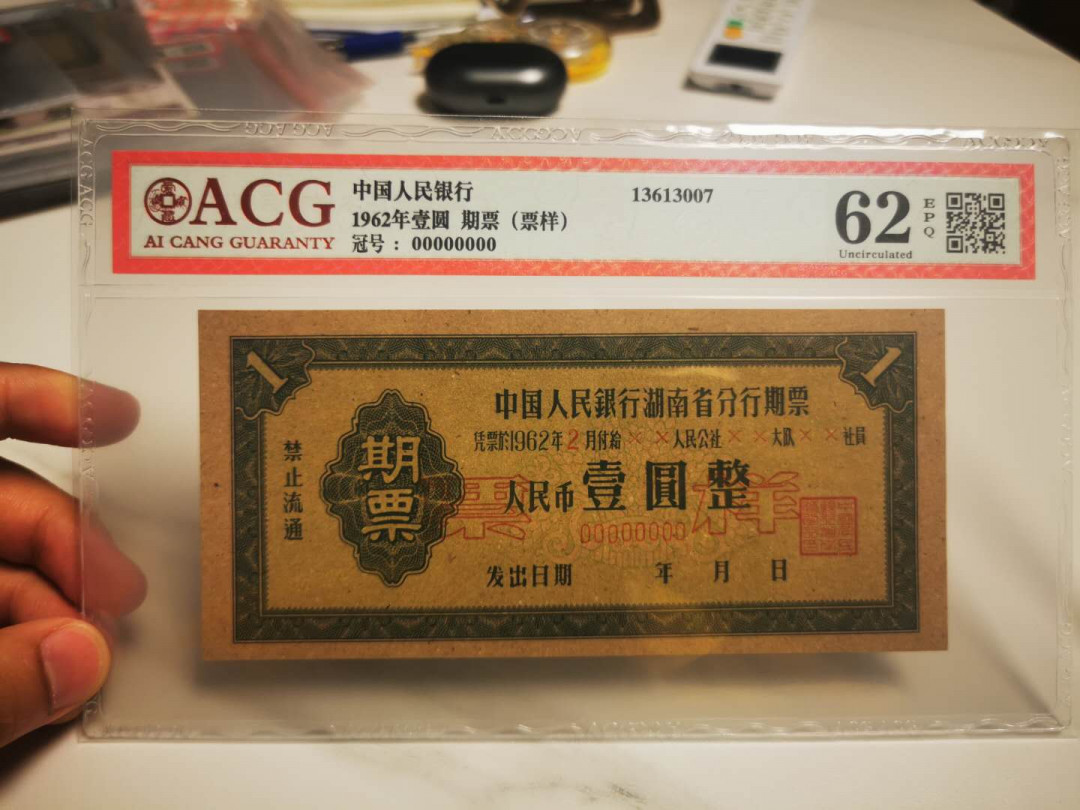 ACG
AI CANG GUARANTY
中国人民银行
1962年壹圆 期票（票样）
冠号：00000000
13613007
62
EPQ
Uncirculated
1
1
中国人民銀行湖南省分行期票
凭票於1962年2月付給××人民公社××大队××社員
期票
禁止流通
人民币壹圓整
票样
00000000
发出日期 年 月 日